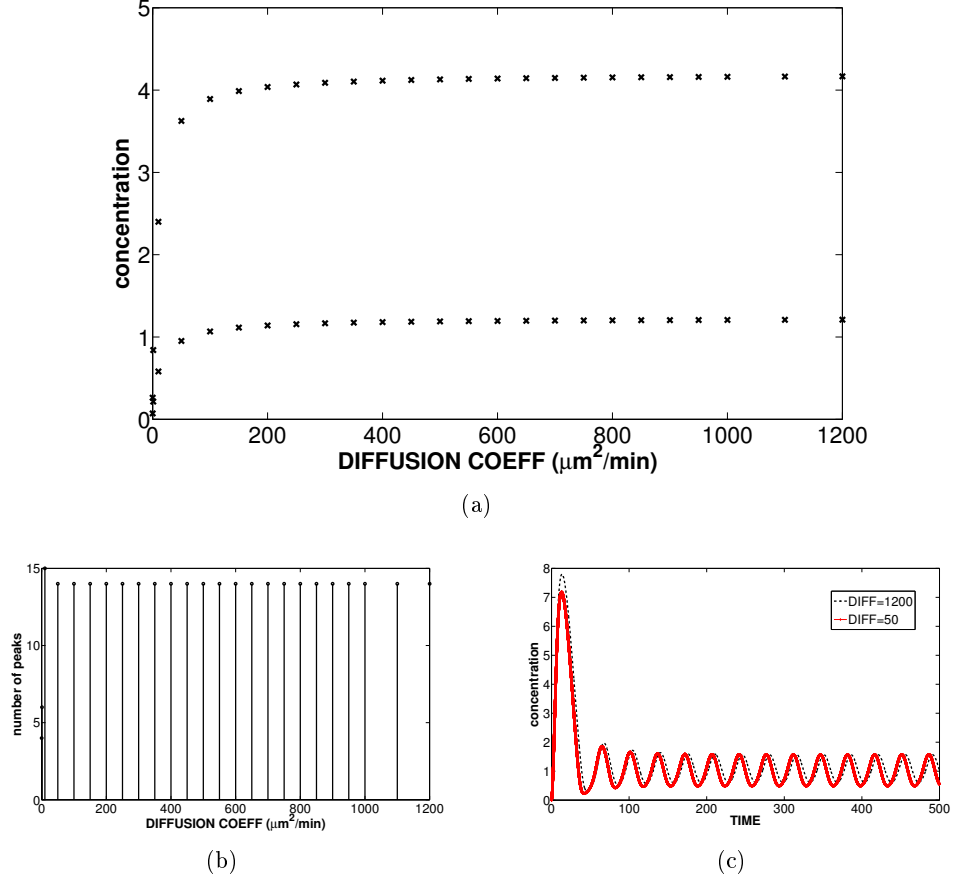 5
4
3
2
1
0
concentration
0 200 400 600 800 1000 1200
DIFFUSION COEFF (μm²/min)
(a)
15
10
5
0
number of peaks
0 200 400 600 800 1000 1200
DIFFUSION COEFF (μm²/min)
(b)
8
7
6
5
4
3
2
1
0
concentration
DIFF=1200
DIFF=50
0 100 200 300 400 500
TIME
(c)